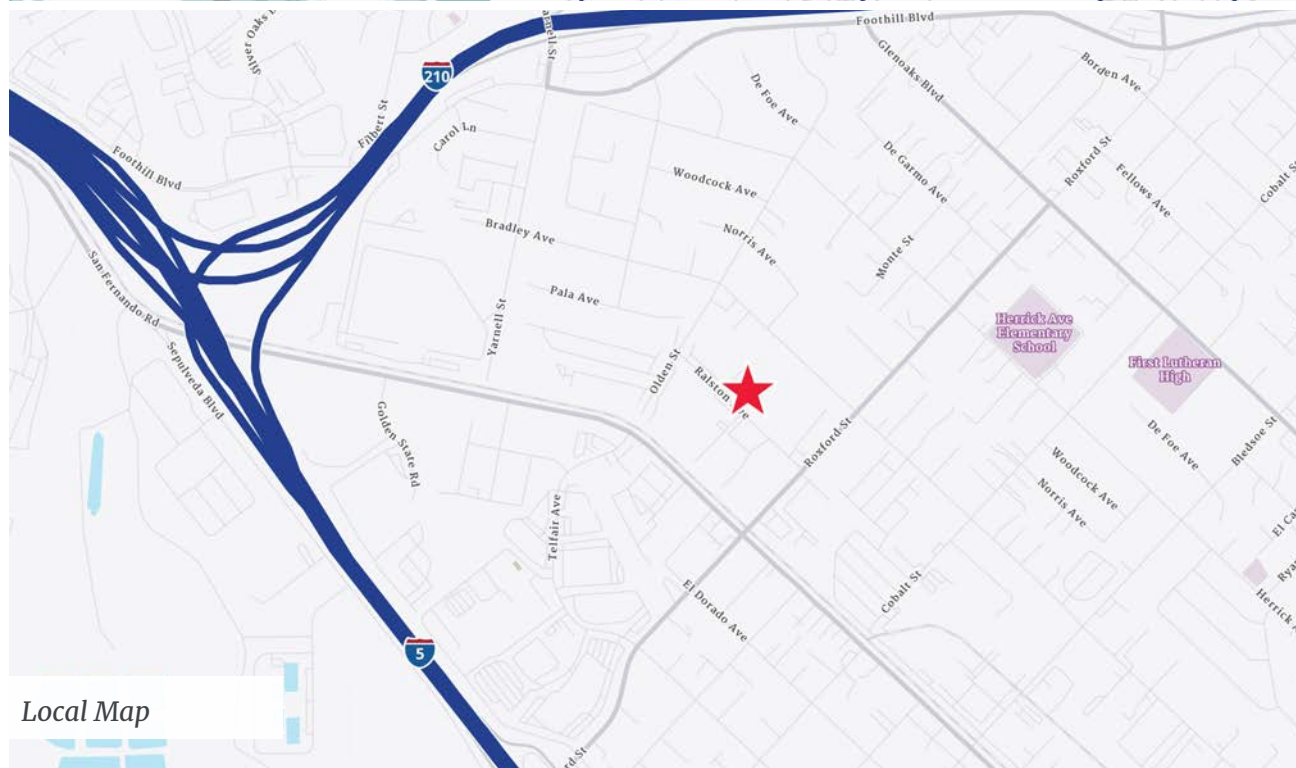 Foothill Blvd
210
Glenoaks Blvd
Borden Ave
De Foe Ave
Filbert St
Carol Ln
Foothill Blvd
Woodcock Ave
De Garmo Ave
Roxford St
Fellows Ave
Cobalt St
Bradley Ave
Norris Ave
Monte St
San Fernando Rd
Pala Ave
Yarnell St
Herrick Ave
Elementary
School
First Lutheran
High
Sepulveda Blvd
Olden St
Ralston Ave
Golden State Rd
Roxford St
De Foe Ave
Bledsoe St
Woodcock Ave
Norris Ave
Telfair Ave
El Dorado Ave
Cobalt St
5
Local Map